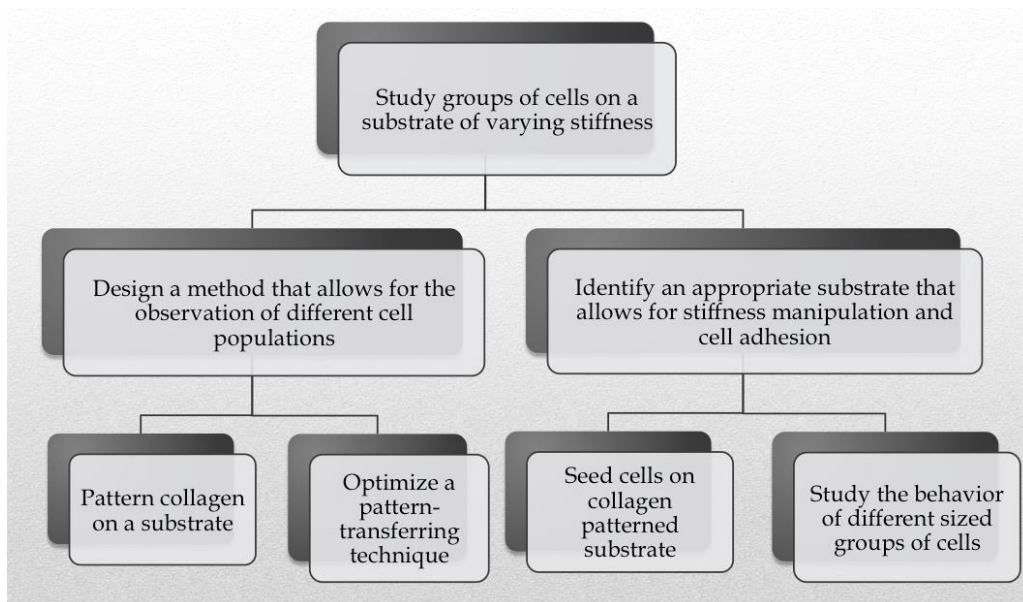 Study groups of cells on a
substrate of varying stiffness
Design a method that allows for the
observation of different cell
populations
Identify an appropriate substrate that
allows for stiffness manipulation and
cell adhesion
Pattern collagen
on a substrate
Optimize a
pattern-
transferring
technique
Seed cells on
collagen
patterned
substrate
Study the behavior
of different sized
groups of cells